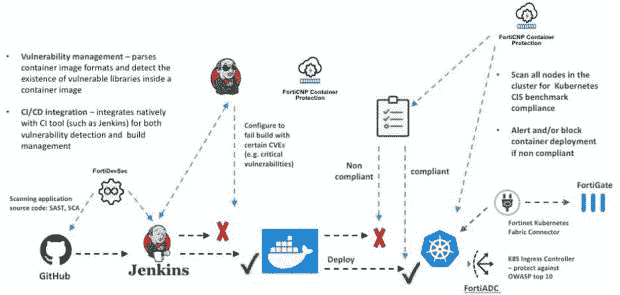 FortiCNP Container
Protection
• Vulnerability management – parses
container image formats and detect the
existence of vulnerable libraries inside a
container image
• CI/CD integration – integrates natively
with CI tool (such as Jenkins) for both
vulnerability detection and build
management
FortiCNP Container
Protection
• Scan all nodes in the
cluster for Kubernetes
CIS benchmark
compliance
• Alert and/or block
container deployment
if non compliant
Configure to
fail build with
certain CVEs
(e.g. critical
vulnerabilities)
Non
compliant
compliant
FortiDevSec
Scanning application
source code: SAST, SCA
FortiGate
Fortinet Kubernetes
Fabric Connector
GitHub
Jenkins
Deploy
K8S Ingress Controller
– protect against
OWASP top 10
FortiADC